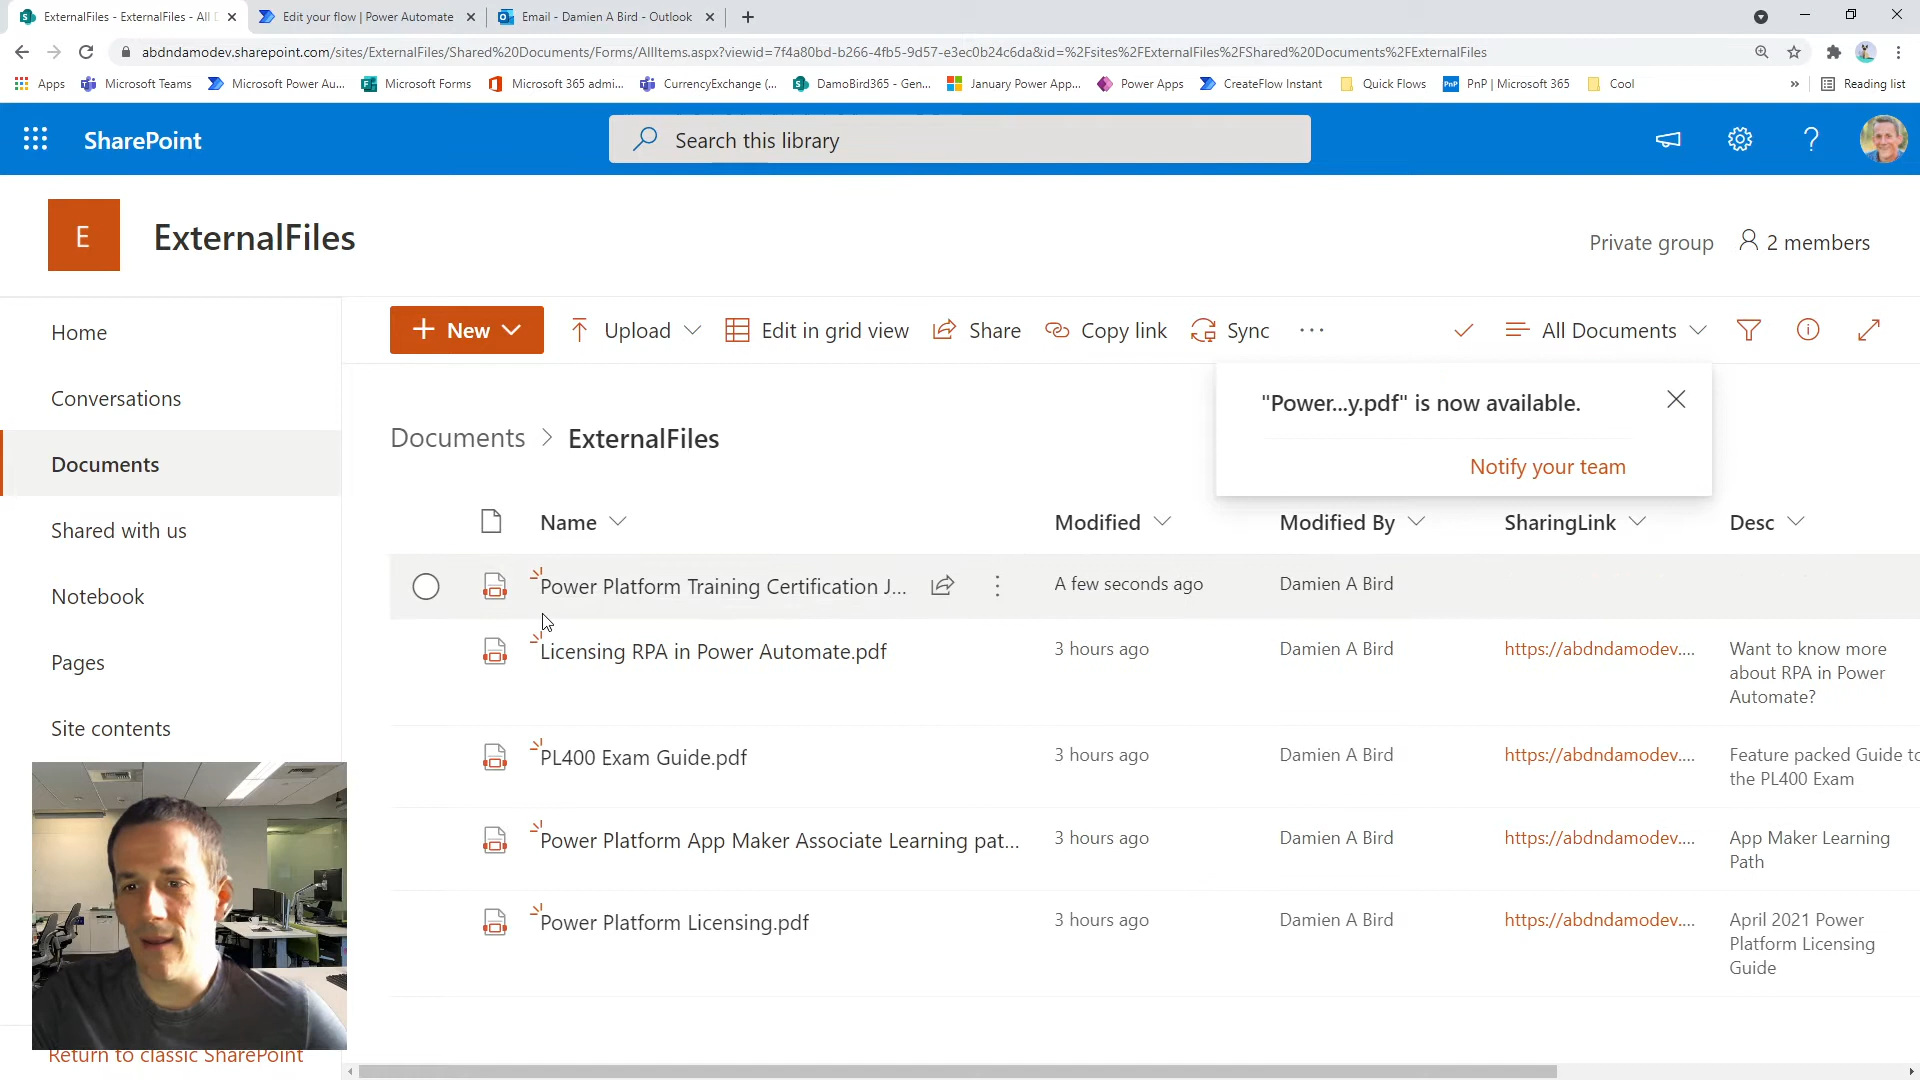 ExternalFiles - ExternalFiles - All D
Edit your flow | Power Automate
Email - Damien A Bird - Outlook
abdndamodev.sharepoint.com/sites/ExternalFiles/Shared%20Documents/Forms/AllItems.aspx?viewid=7f4a80bd-b266-4fb5-9d57-e3ec0b24c6da&id=%2Fsites%2FExternalFiles%2FShared%20Documents%2FExternalFiles
Apps
Microsoft Teams
Microsoft Power Au...
Microsoft Forms
Microsoft 365 admi...
CurrencyExchange (...
DamoBird365 - Gen...
January Power App...
Power Apps
CreateFlow Instant
Quick Flows
PnP PnP | Microsoft 365
Cool
Reading list
SharePoint
Search this library
E
ExternalFiles
Private group
2 members
Home
Conversations
Documents
Shared with us
Notebook
Pages
Site contents
Return to classic SharePoint
New
Upload
Edit in grid view
Share
Copy link
Sync
All Documents
"Power...y.pdf" is now available.
Notify your team
Documents > ExternalFiles
Name
Modified
Modified By
SharingLink
Desc
Power Platform Training Certification J...
A few seconds ago
Damien A Bird
Licensing RPA in Power Automate.pdf
3 hours ago
Damien A Bird
https://abdndamodev....
Want to know more
about RPA in Power
Automate?
PL400 Exam Guide.pdf
3 hours ago
Damien A Bird
https://abdndamodev....
Feature packed Guide to
the PL400 Exam
Power Platform App Maker Associate Learning pat...
3 hours ago
Damien A Bird
https://abdndamodev....
App Maker Learning
Path
Power Platform Licensing.pdf
3 hours ago
Damien A Bird
https://abdndamodev....
April 2021 Power
Platform Licensing
Guide